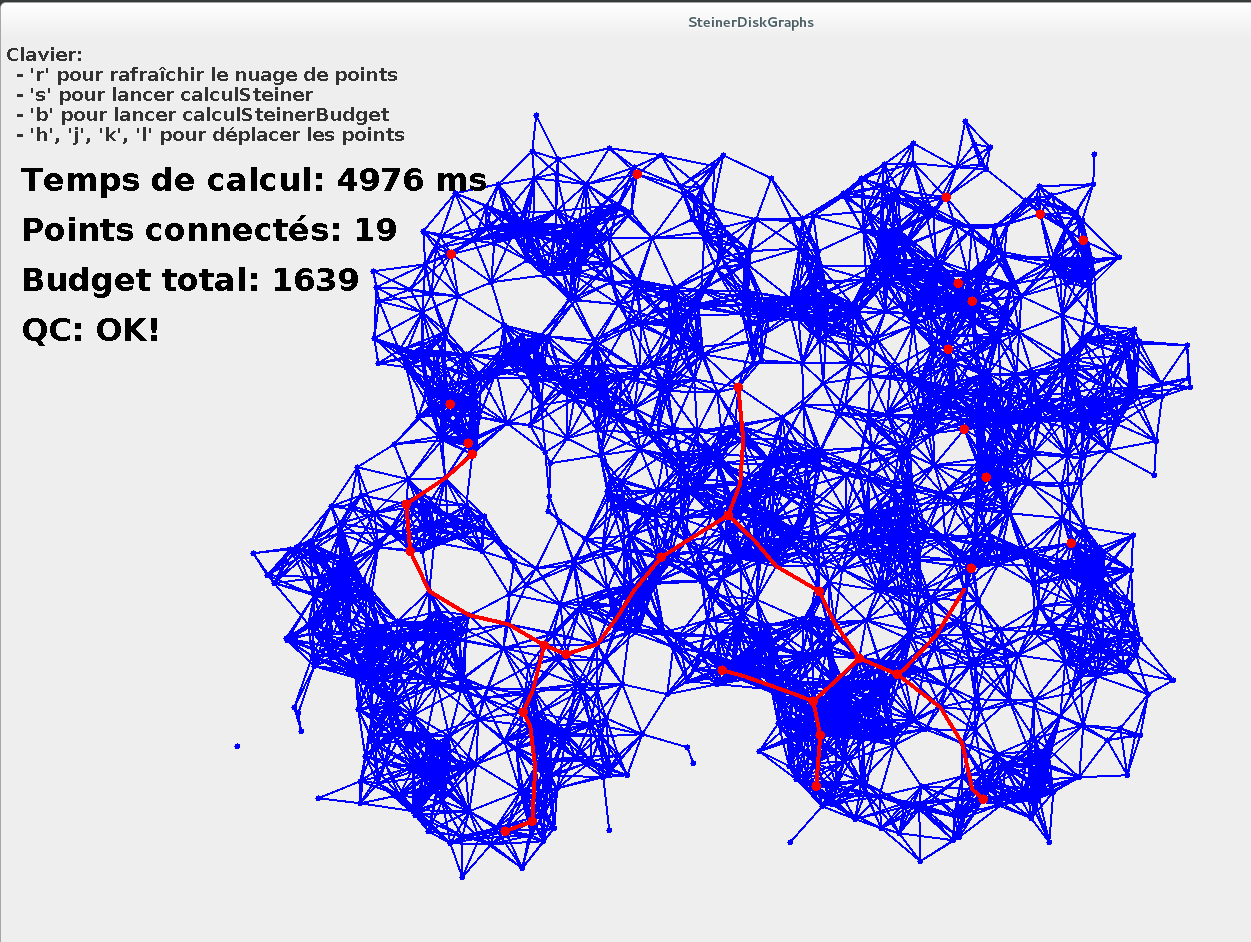 SteinerDiskGraphs
Clavier:
- 'r' pour rafraîchir le nuage de points
- 's' pour lancer calculSteiner
- 'b' pour lancer calculSteinerBudget
- 'h', 'j', 'k', 'l' pour déplacer les points
Temps de calcul: 4976 ms
Points connectés: 19
Budget total: 1639
QC: OK!